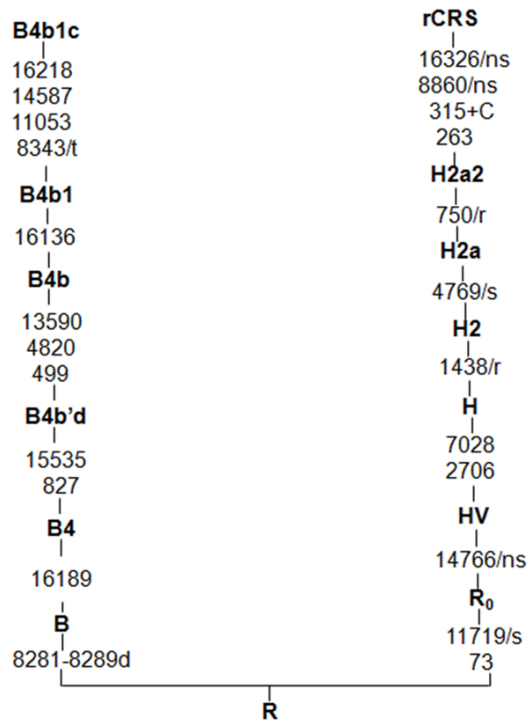 B4b1c
16218
14587
11053
8343/t
B4b1
16136
B4b
13590
4820
499
B4b'd
15535
827
B4
16189
B
8281-8289d
rCRS
16326/ns
8860/ns
315+C
263
H2a2
750/r
H2a
4769/s
H2
1438/r
H
7028
2706
HV
14766/ns
R₀
11719/s
73
R